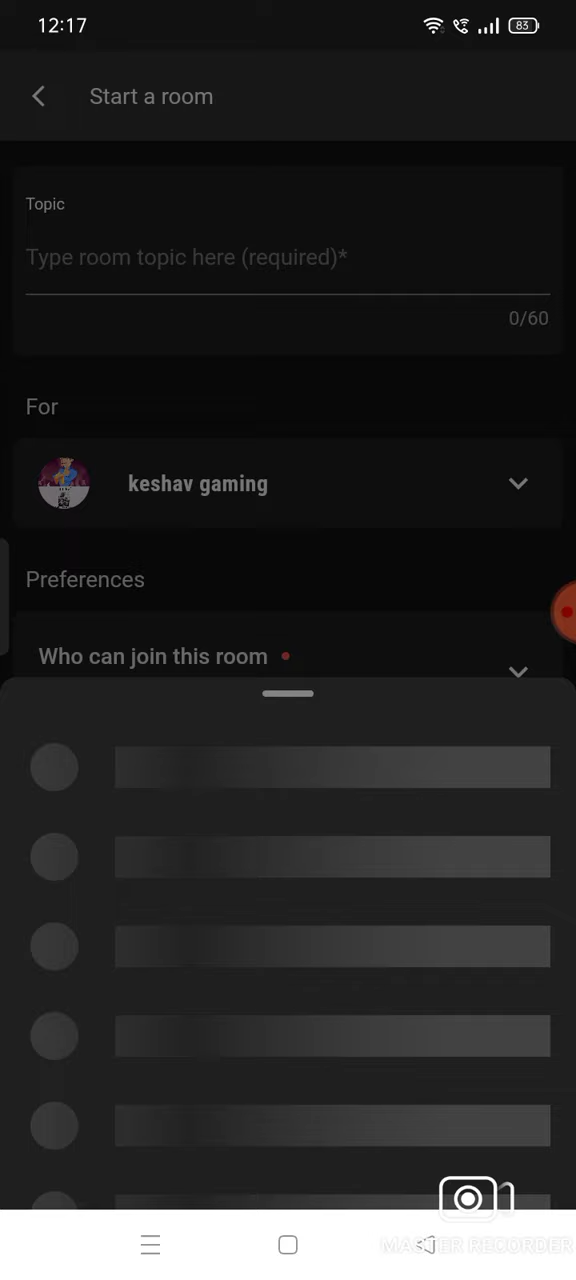 12:17
83
Start a room
Topic
Type room topic here (required)*
0/60
For
keshav gaming
Preferences
Who can join this room
MASTER RECORDER